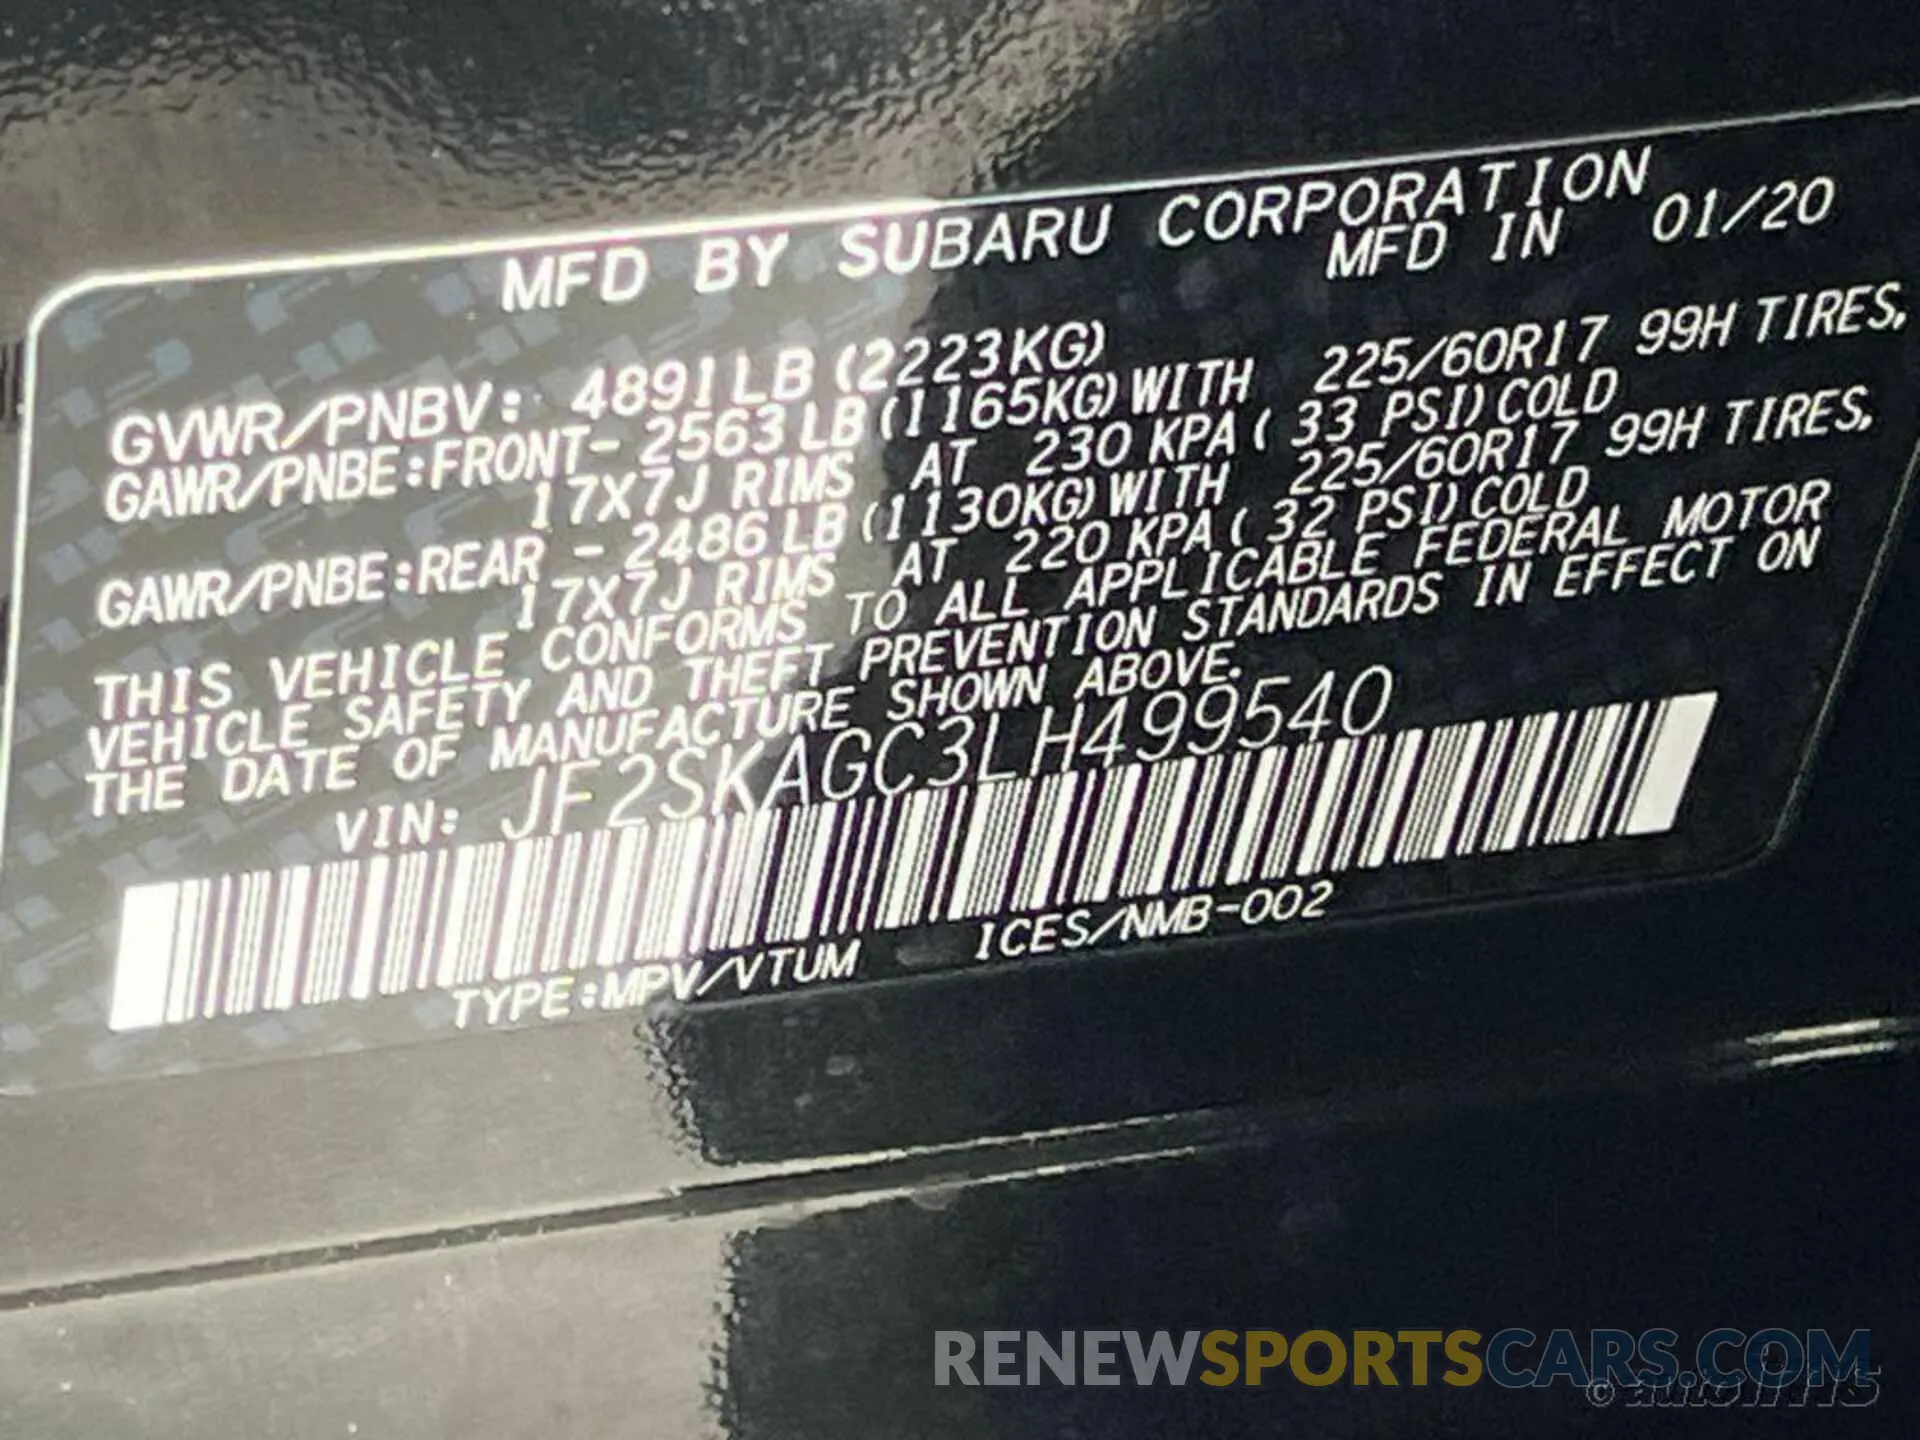 MFD BY SUBARU CORPORATION
MFD IN 01/20
GVWR/PNBV: 4891LB (2223KG)
GAWR/PNBE:FRONT- 2563LB (1165KG) WITH 225/60R17 99H TIRES,
17X7J RIMS AT 230 KPA ( 33 PSI) COLD
GAWR/PNBE:REAR - 2486LB (1130KG) WITH 225/60R17 99H TIRES,
17X7J RIMS AT 220 KPA ( 32 PSI) COLD
THIS VEHICLE CONFORMS TO ALL APPLICABLE FEDERAL MOTOR
VEHICLE SAFETY AND THEFT PREVENTION STANDARDS IN EFFECT ON
THE DATE OF MANUFACTURE SHOWN ABOVE.
VIN: JF2SKAGC3LH499540
TYPE:MPV/VTUM ICES/NMB-002
RENEWSPORTSCARS.COM
© autoIMS